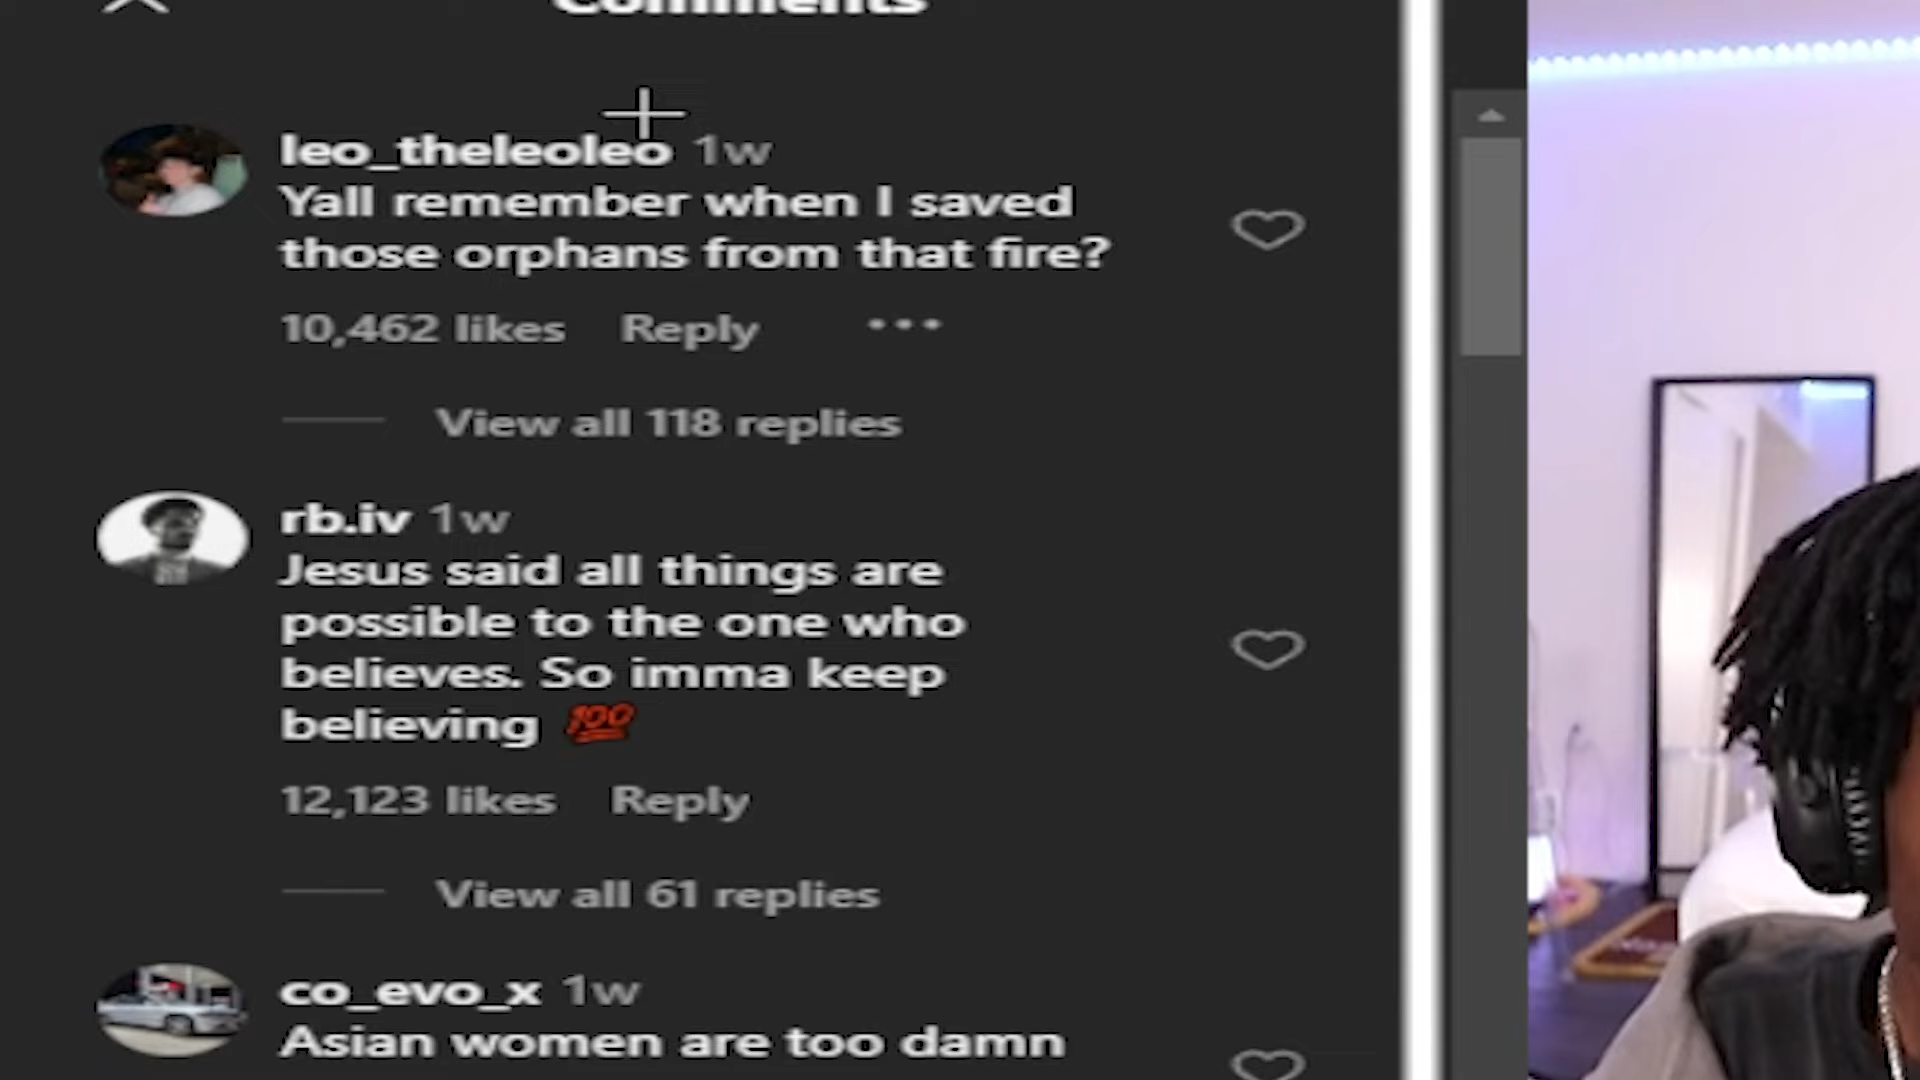 Comments
leo_theleoleo 1w
Yall remember when I saved
those orphans from that fire?
10,462 likes Reply •••
View all 118 replies
rb.iv 1w
Jesus said all things are
possible to the one who
believes. So imma keep
believing 💯
12,123 likes Reply
View all 61 replies
co_evo_x 1w
Asian women are too damn